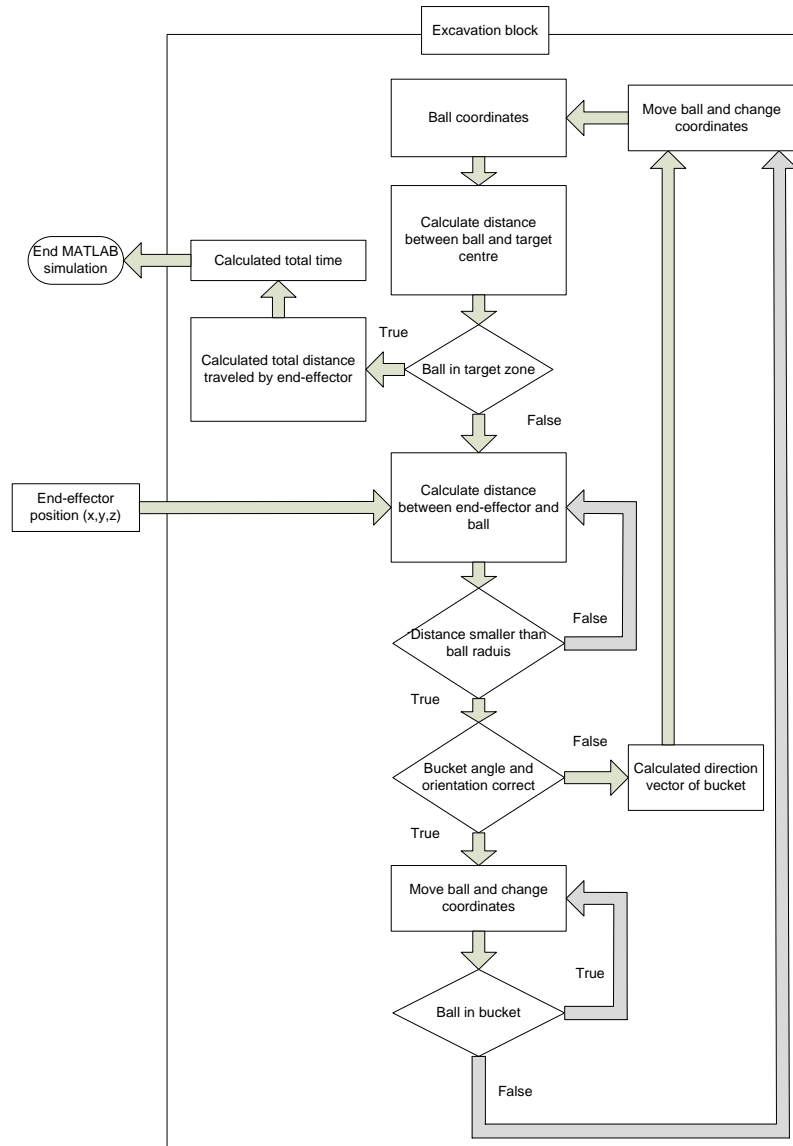 Excavation block
Ball coordinates
Move ball and change
coordinates
Calculate distance
between ball and target
centre
End MATLAB
simulation
Calculated total time
True
Calculated total distance
traveled by end-effector
Ball in target zone
False
End-effector
position (x,y,z)
Calculate distance
between end-effector and
ball
Distance smaller than
ball raduis
False
True
Bucket angle and
orientation correct
False
Calculated direction
vector of bucket
True
Move ball and change
coordinates
True
Ball in bucket
False